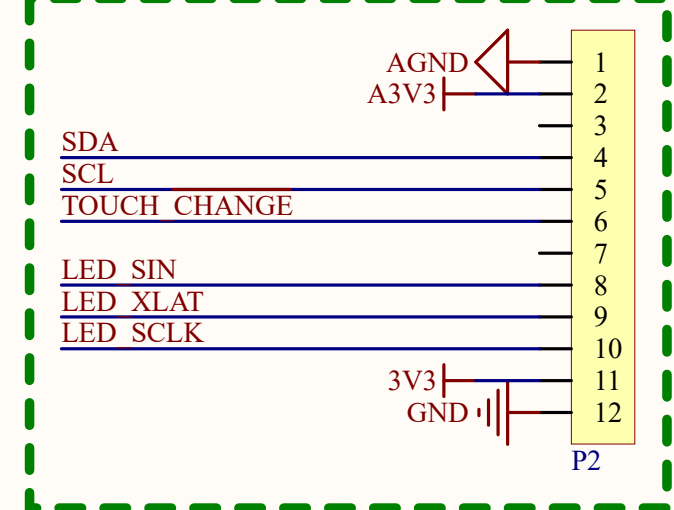 AGND 1
A3V3 2
3
SDA 4
SCL 5
TOUCH_CHANGE 6
7
LED_SIN 8
LED_XLAT 9
LED_SCLK 10
3V3 11
GND 12
P2